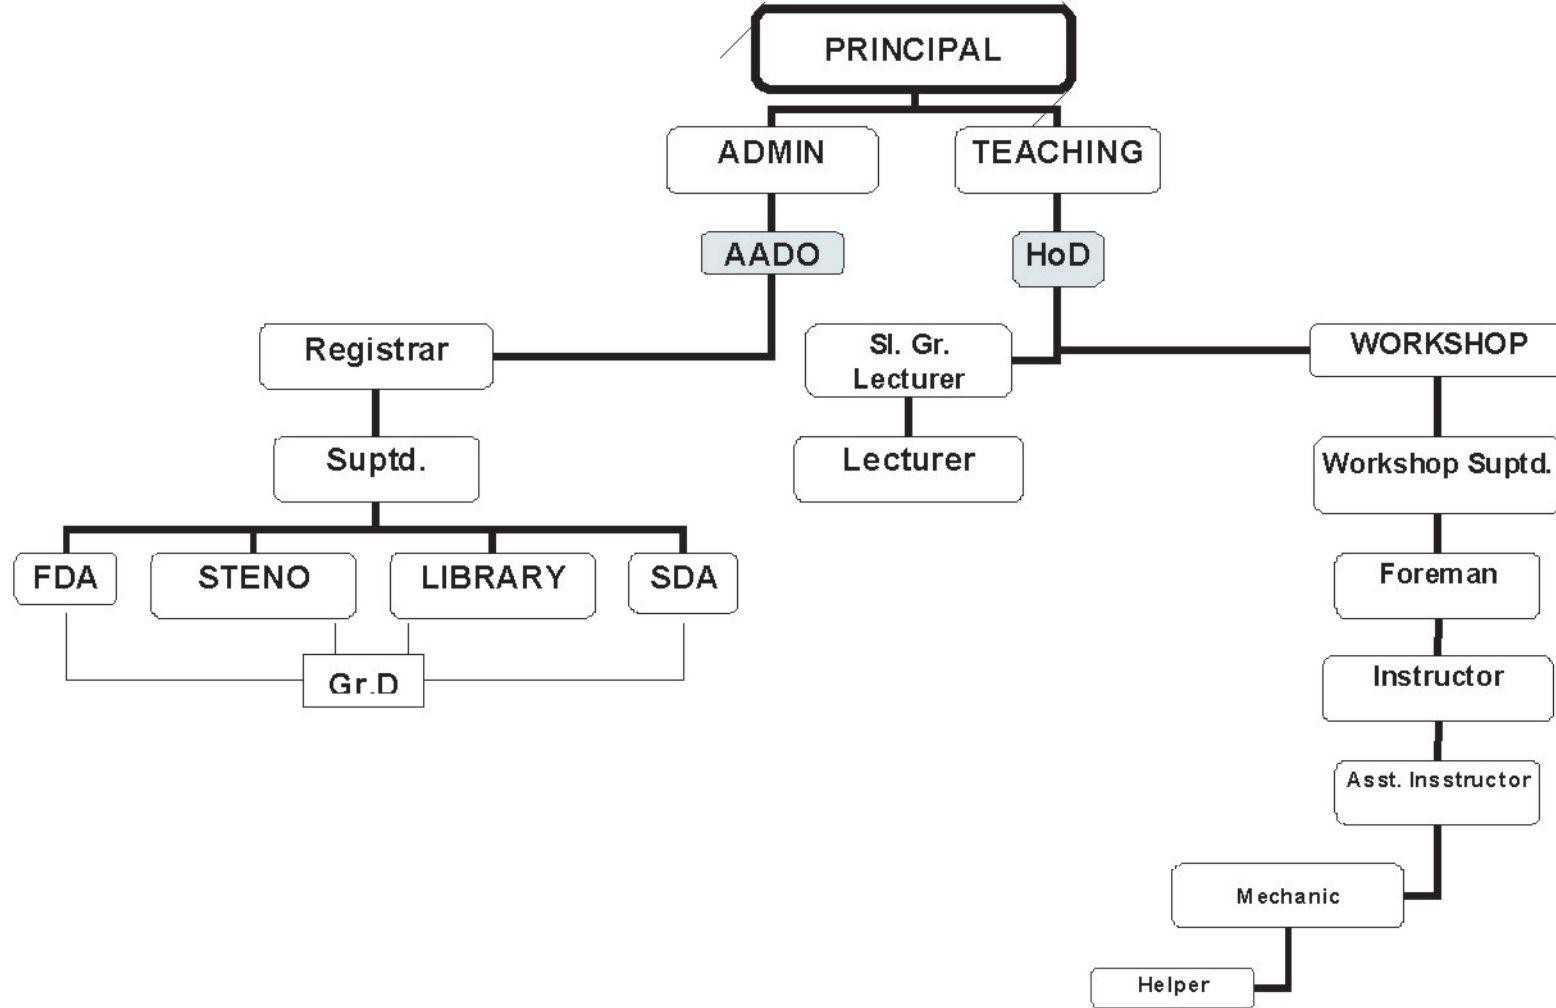 PRINCIPAL
ADMIN
TEACHING
AADO
HoD
Registrar
Sl. Gr.
Lecturer
WORKSHOP
Suptd.
Lecturer
Workshop Suptd.
FDA
STENO
LIBRARY
SDA
Foreman
Gr.D
Instructor
Asst. Insstructor
Mechanic
Helper